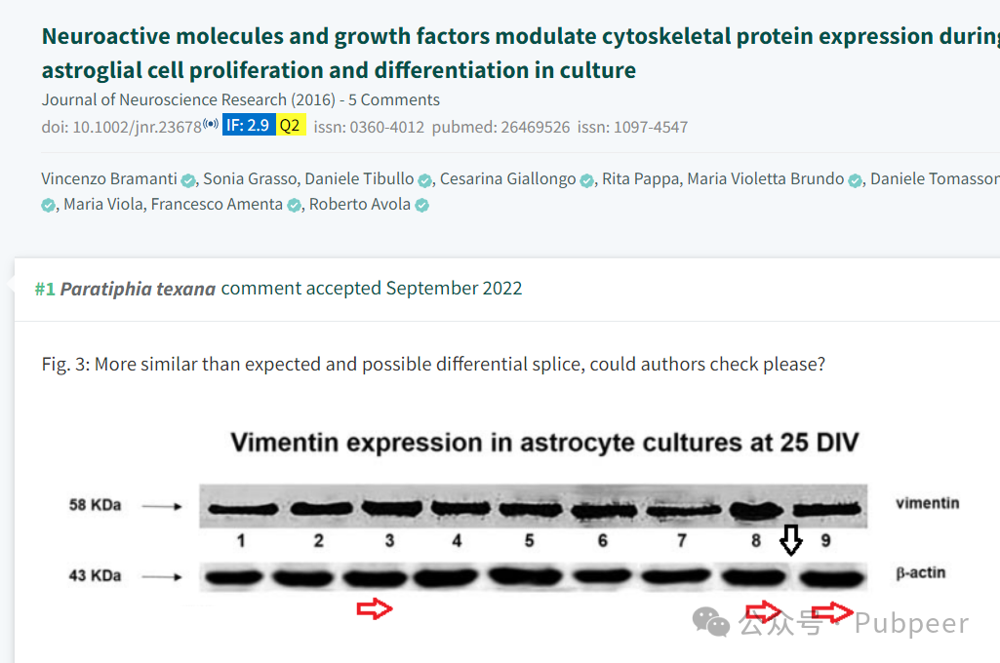 Neuroactive molecules and growth factors modulate cytoskeletal protein expression during
astroglial cell proliferation and differentiation in culture
Journal of Neuroscience Research (2016) - 5 Comments
doi: 10.1002/jnr.23678 IF: 2.9 Q2 issn: 0360-4012 pubmed: 26469526 issn: 1097-4547
Vincenzo Bramanti, Sonia Grasso, Daniele Tibullo, Cesarina Giallongo, Rita Pappa, Maria Violetta Brundo, Daniele Tomasson
, Maria Viola, Francesco Amenta, Roberto Avola
#1 Paratiphia texana comment accepted September 2022
Fig. 3: More similar than expected and possible differential splice, could authors check please?
Vimentin expression in astrocyte cultures at 25 DIV
58 KDa vimentin
1 2 3 4 5 6 7 8 9
43 KDa β-actin
公众号 · Pubpeer